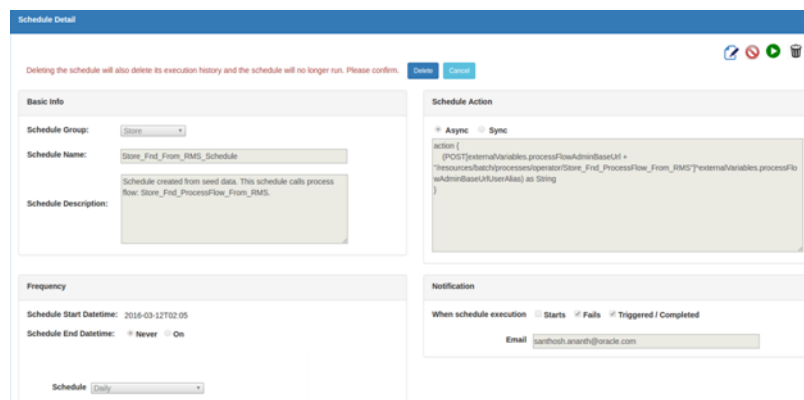 Schedule Detail
Deleting the schedule will also delete its execution history and the schedule will no longer run. Please confirm. Delete Cancel
Basic Info
Schedule Group: Store
Schedule Name: Store_Fnd_From_RMS_Schedule
Schedule Description: Schedule created from seed data. This schedule calls process
flow: Store_Fnd_ProcessFlow_From_RMS.
Schedule Action
Async Sync
action {
(POST[externalVariables.processFlowAdminBaseUrl +
"/resources/batch/processes/operator/Store_Fnd_ProcessFlow_From_RMS"]^externalVariables.processFlo
wAdminBaseUrlUserAlias) as String
}
Frequency
Schedule Start Datetime: 2016-03-12T02:05
Schedule End Datetime: Never On
Schedule Daily
Notification
When schedule execution Starts Fails Triggered / Completed
Email santhosh.ananth@oracle.com